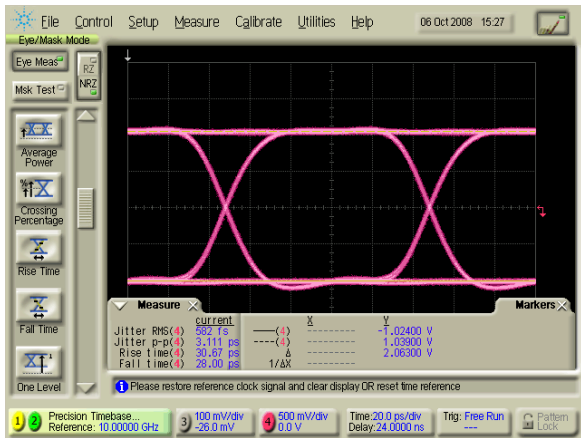 File Control Setup Measure Calibrate Utilities Help 06 Oct 2008 15:27
Eye/Mask Mode
Eye Meas
RZ
NRZ
Msk Test
Average
Power
Crossing
Percentage
Rise Time
Fall Time
One Level
Measure Markers
current X Y
Jitter RMS(4) 582 fs ——(4) --------- -1.02400 V
Jitter p-p(4) 3.111 ps ----(4) --------- 1.03900 V
Rise time(4) 30.67 ps Δ --------- 2.06300 V
Fall time(4) 28.00 ps 1/ΔX ---------
Please restore reference clock signal and clear display OR reset time reference
1 2 Precision Timebase... 3 100 mV/div 4 500 mV/div Time:20.0 ps/div Trig: Free Run Pattern
Reference: 10.00000 GHz -26.0 mV 0.0 V Delay:24.0000 ns --- Lock